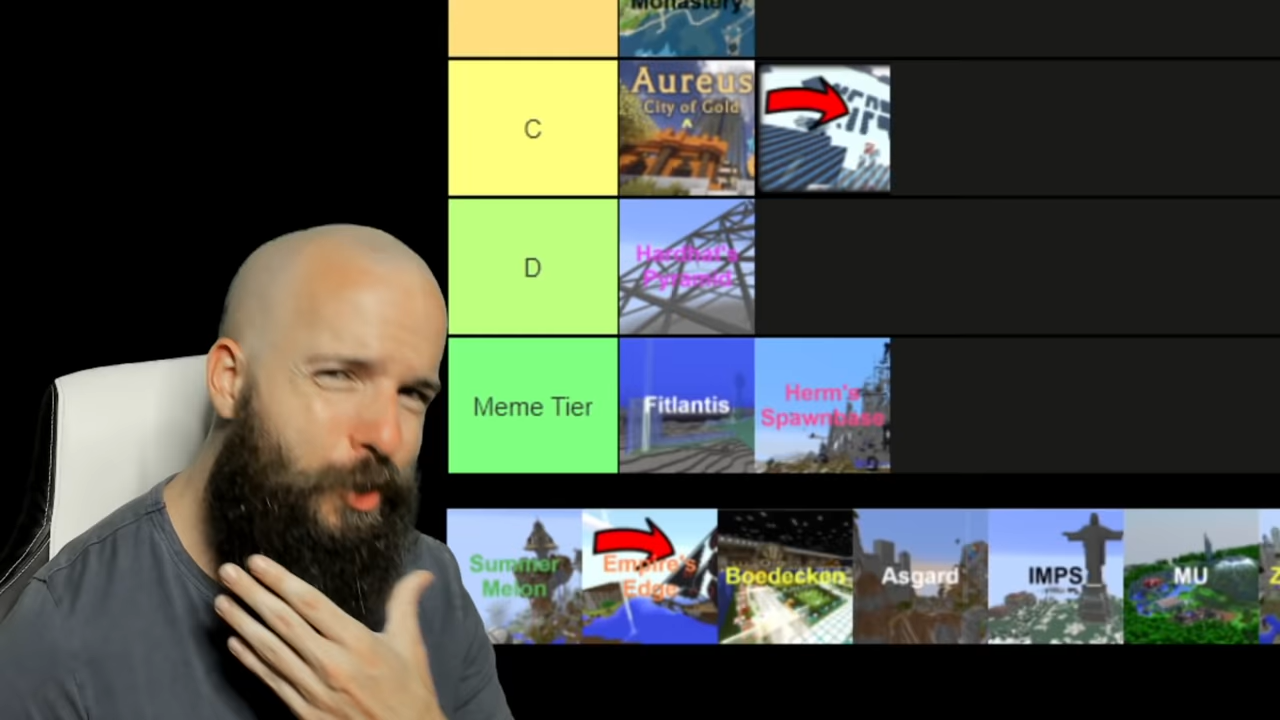 Monastery
C
Aureus
City of Gold
D
Hardhat's
Pyramid
Meme Tier
Fitlantis
Herm's
Spawnbase
Summer
Melon
Empire's
Edge
Boedecken
Asgard
IMPS
MU